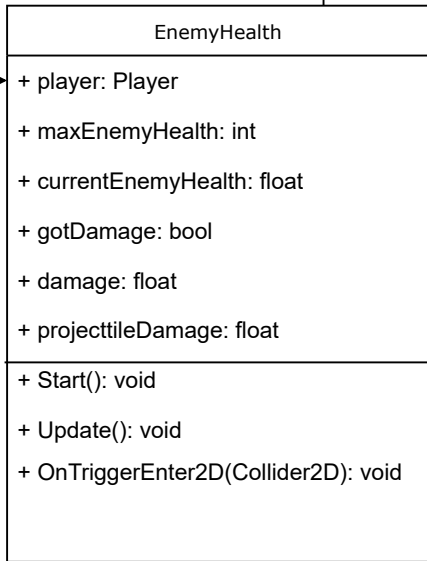 EnemyHealth
+ player: Player
+ maxEnemyHealth: int
+ currentEnemyHealth: float
+ gotDamage: bool
+ damage: float
+ projecttileDamage: float
+ Start(): void
+ Update(): void
+ OnTriggerEnter2D(Collider2D): void